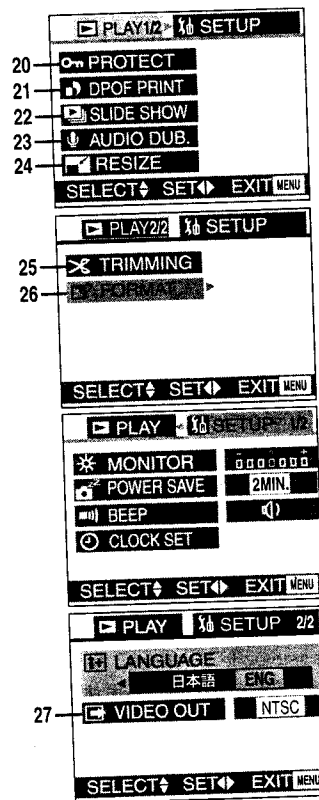 PLAY1/2 SETUP
20 PROTECT
21 DPOF PRINT
22 SLIDE SHOW
23 AUDIO DUB.
24 RESIZE
SELECT SET EXIT MENU
PLAY2/2 SETUP
25 TRIMMING
26 FORMAT
SELECT SET EXIT MENU
PLAY SETUP 1/2
MONITOR - +
POWER SAVE 2MIN.
BEEP
CLOCK SET
SELECT SET EXIT MENU
PLAY SETUP 2/2
LANGUAGE
日本語 ENG
27 VIDEO OUT NTSC
SELECT SET EXIT MENU